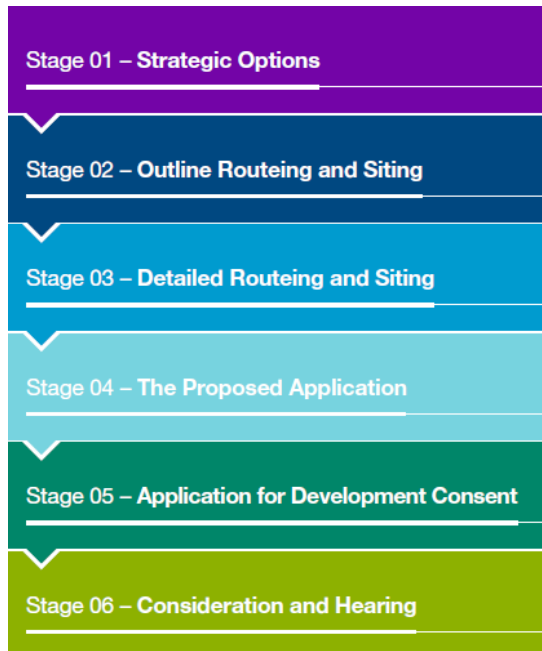 Stage 01 – Strategic Options
Stage 02 – Outline Routeing and Siting
Stage 03 – Detailed Routeing and Siting
Stage 04 – The Proposed Application
Stage 05 – Application for Development Consent
Stage 06 – Consideration and Hearing